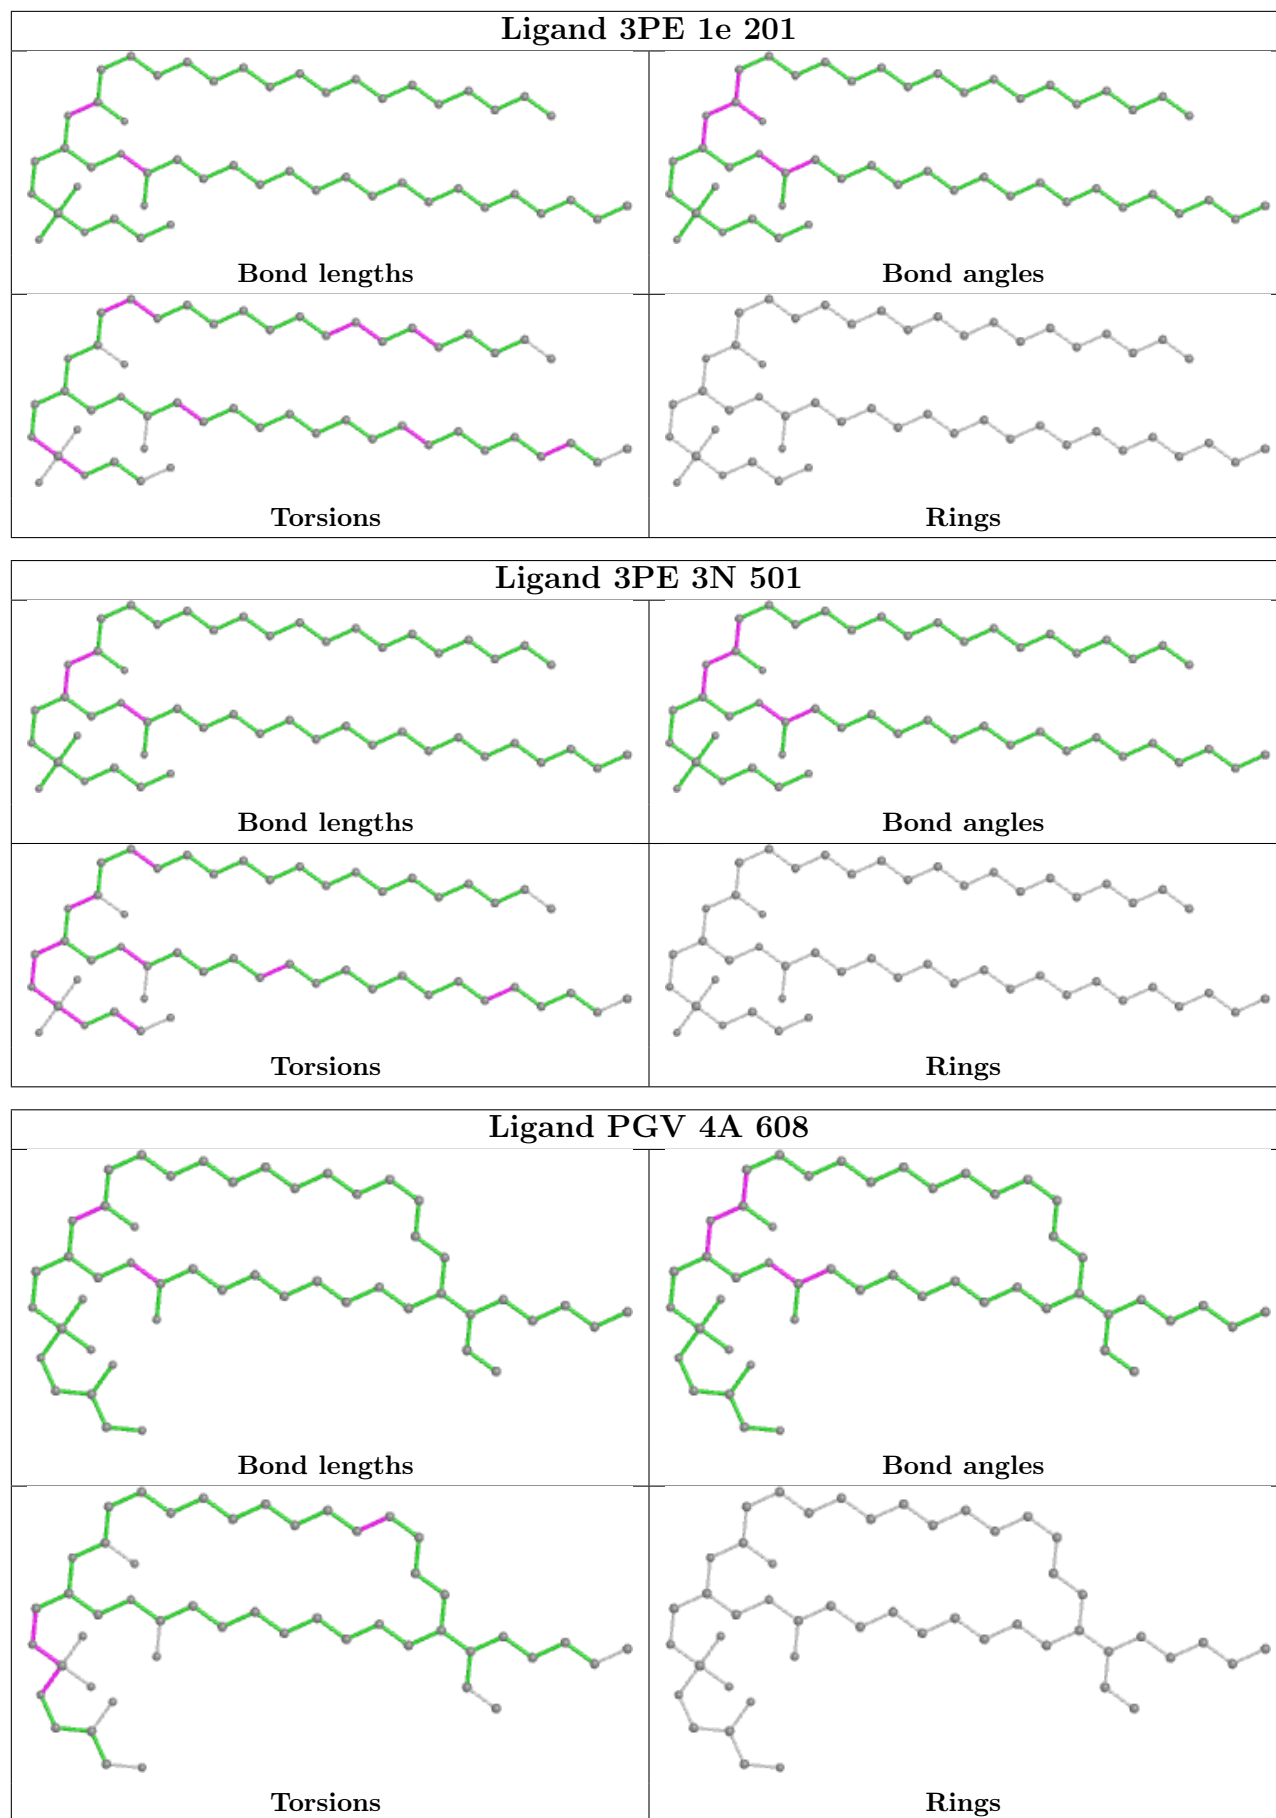 Ligand 3PE 1e 201
Bond lengths
Bond angles
Torsions
Rings
Ligand 3PE 3N 501
Bond lengths
Bond angles
Torsions
Rings
Ligand PGV 4A 608
Bond lengths
Bond angles
Torsions
Rings